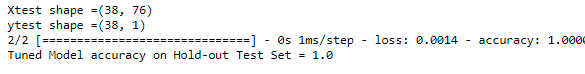 Xtest shape =(38, 76)
ytest shape =(38, 1)
2/2 [==============================] - 0s 1ms/step - loss: 0.0014 - accuracy: 1.000
Tuned Model accuracy on Hold-out Test Set = 1.0